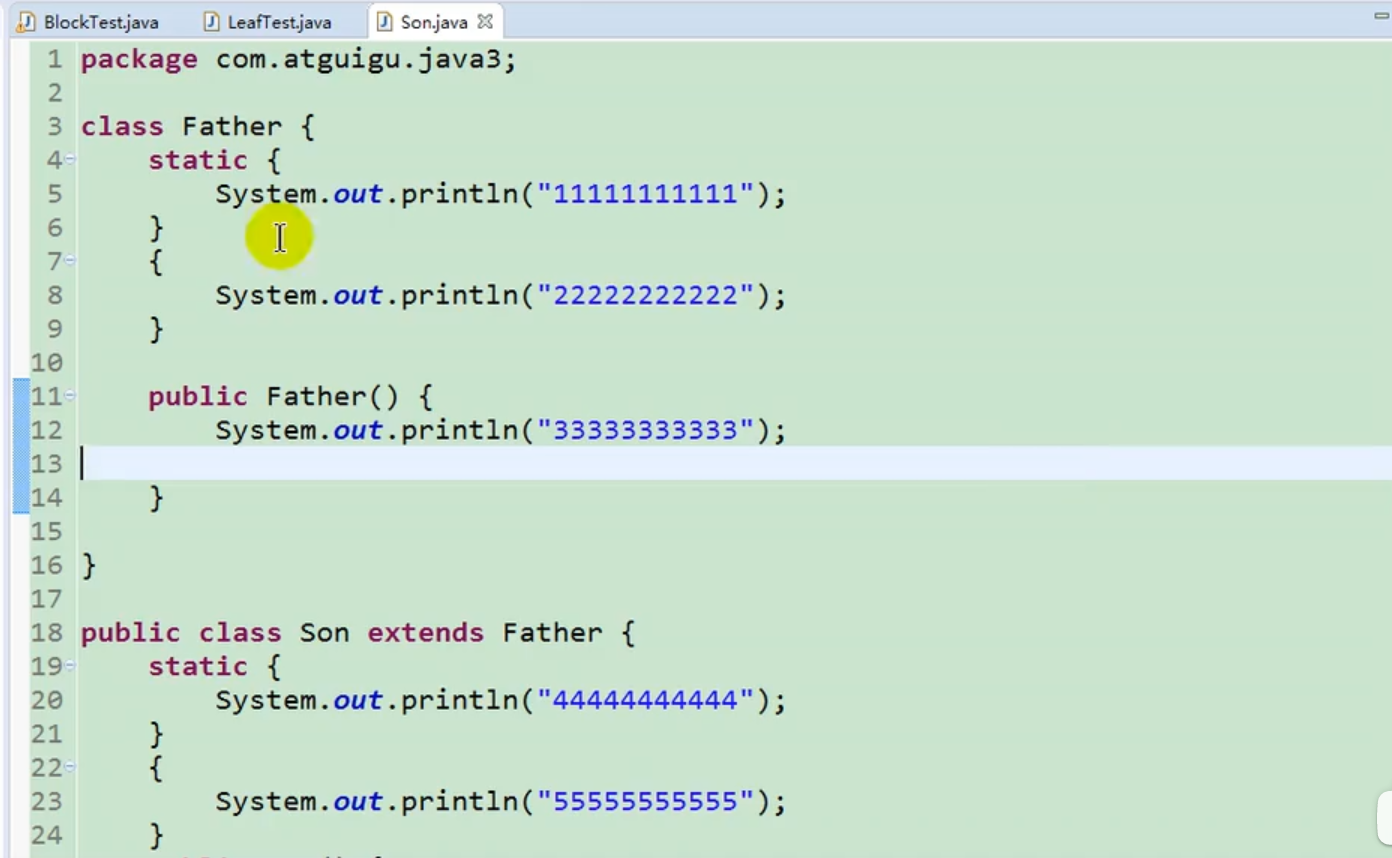 BlockTest.java LeafTest.java Son.java
1 package com.atguigu.java3;
2
3 class Father {
4 static {
5 System.out.println("11111111111");
6 }
7 {
8 System.out.println("22222222222");
9 }
10
11 public Father() {
12 System.out.println("33333333333");
13
14 }
15
16 }
17
18 public class Son extends Father {
19 static {
20 System.out.println("44444444444");
21 }
22 {
23 System.out.println("55555555555");
24 }